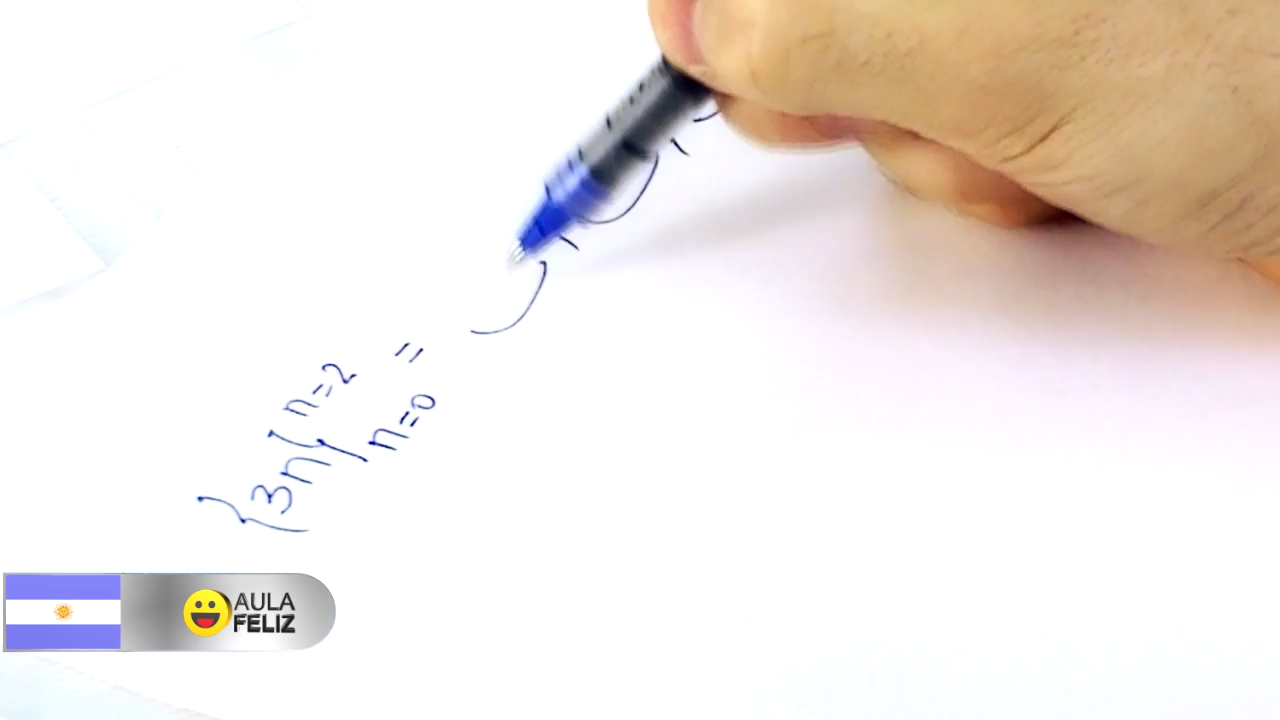 {3n} n=2 n=0 =
AULA
FELIZ